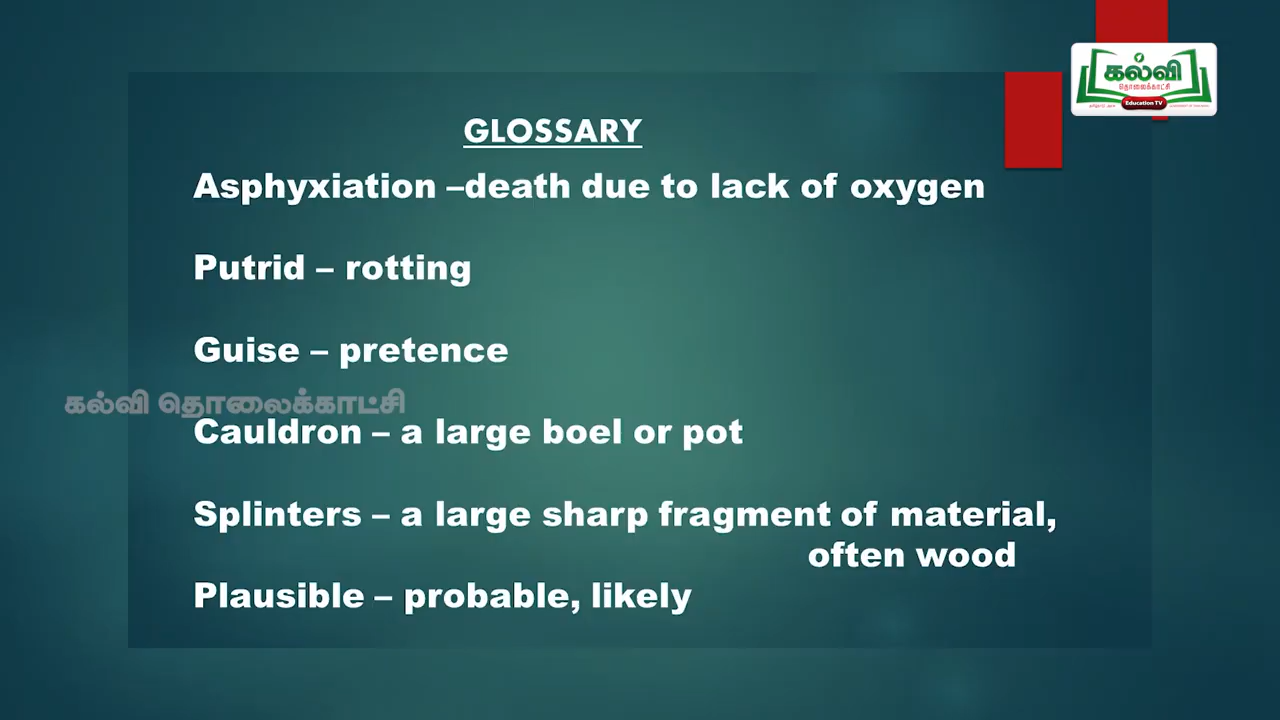 கல்வி
தொலைக்காட்சி
Education TV
GLOSSARY
Asphyxiation –death due to lack of oxygen
Putrid – rotting
Guise – pretence
கல்வி தொலைக்காட்சி
Cauldron – a large boel or pot
Splinters – a large sharp fragment of material,
often wood
Plausible – probable, likely